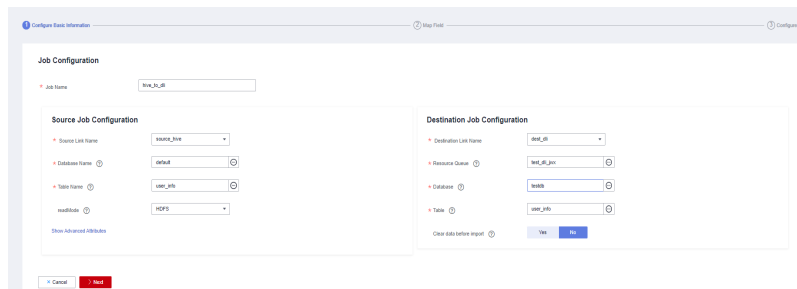 1 Configure Basic Information
2 Map Field
3 Configure
Job Configuration
* Job Name hive_to_dli
Source Job Configuration
* Source Link Name source_hive
* Database Name ? default
* Table Name ? user_info
readMode ? HDFS
Show Advanced Attributes
Destination Job Configuration
* Destination Link Name dest_dli
* Resource Queue ? test_dli_jxx
* Database ? testdb
* Table ? user_info
Clear data before import ? Yes No
× Cancel
> Next